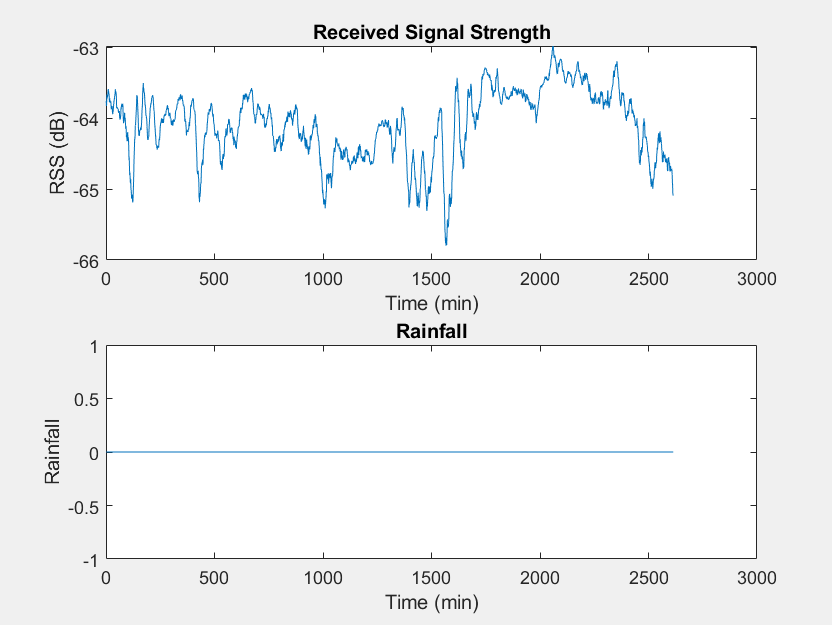 Received Signal Strength
-63
-64
-65
-66
RSS (dB)
0 500 1000 1500 2000 2500 3000
Time (min)
Rainfall
1
0.5
0
-0.5
-1
Rainfall
0 500 1000 1500 2000 2500 3000
Time (min)